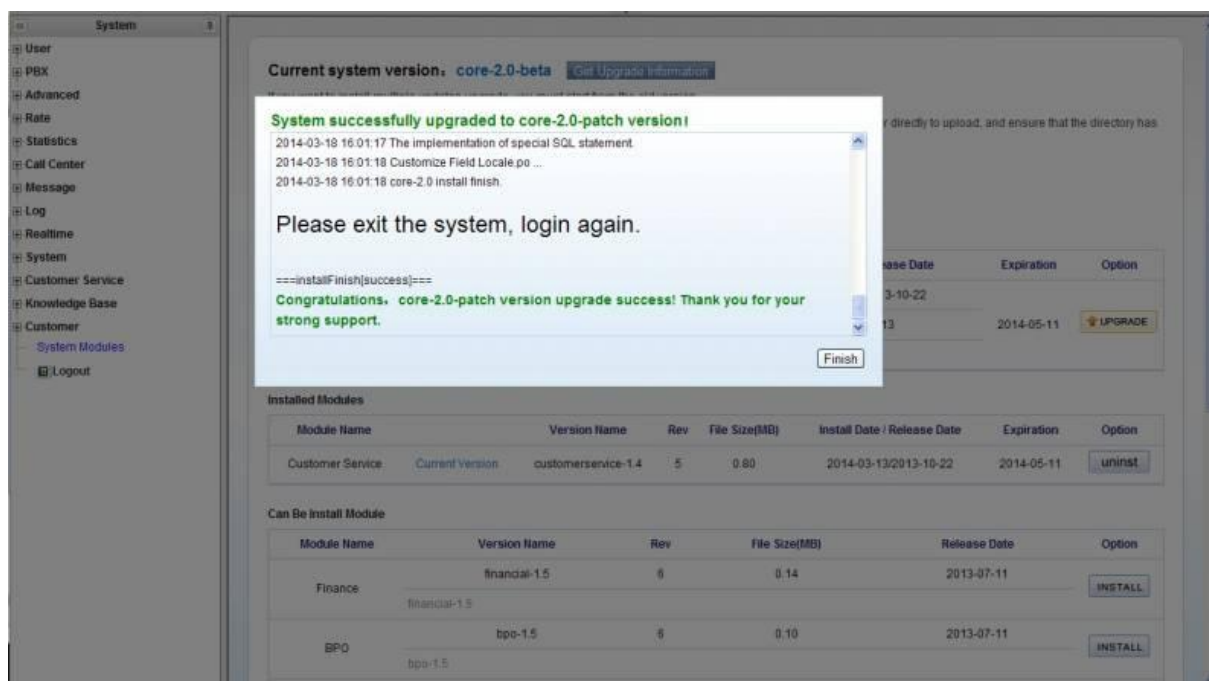 System
User
PBX
Advanced
Rate
Statistics
Call Center
Message
Log
Realtime
System
Customer Service
Knowledge Base
Customer
System Modules
Logout
Current system version： core-2.0-beta Get Upgrade Information
r directly to upload, and ensure that the directory has
System successfully upgraded to core-2.0-patch version！
2014-03-18 16:01:17 The implementation of special SQL statement.
2014-03-18 16:01:18 Customize Field Locale.po ...
2014-03-18 16:01:18 core-2.0 install finish.
Please exit the system, login again.
===installFinish[success]===
Congratulations， core-2.0-patch version upgrade success! Thank you for your
strong support.
Finish
ease Date Expiration Option
3-10-22
13 2014-05-11 UPGRADE
Installed Modules
Module Name Version Name Rev File Size(MB) Install Date / Release Date Expiration Option
Customer Service Current Version customerservice-1.4 5 0.80 2014-03-13/2013-10-22 2014-05-11 uninst
Can Be Install Module
Module Name Version Name Rev File Size(MB) Release Date Option
Finance financial-1.5 6 0.14 2013-07-11 INSTALL
financial-1.5
BPO bpo-1.5 6 0.10 2013-07-11 INSTALL
bpo-1.5